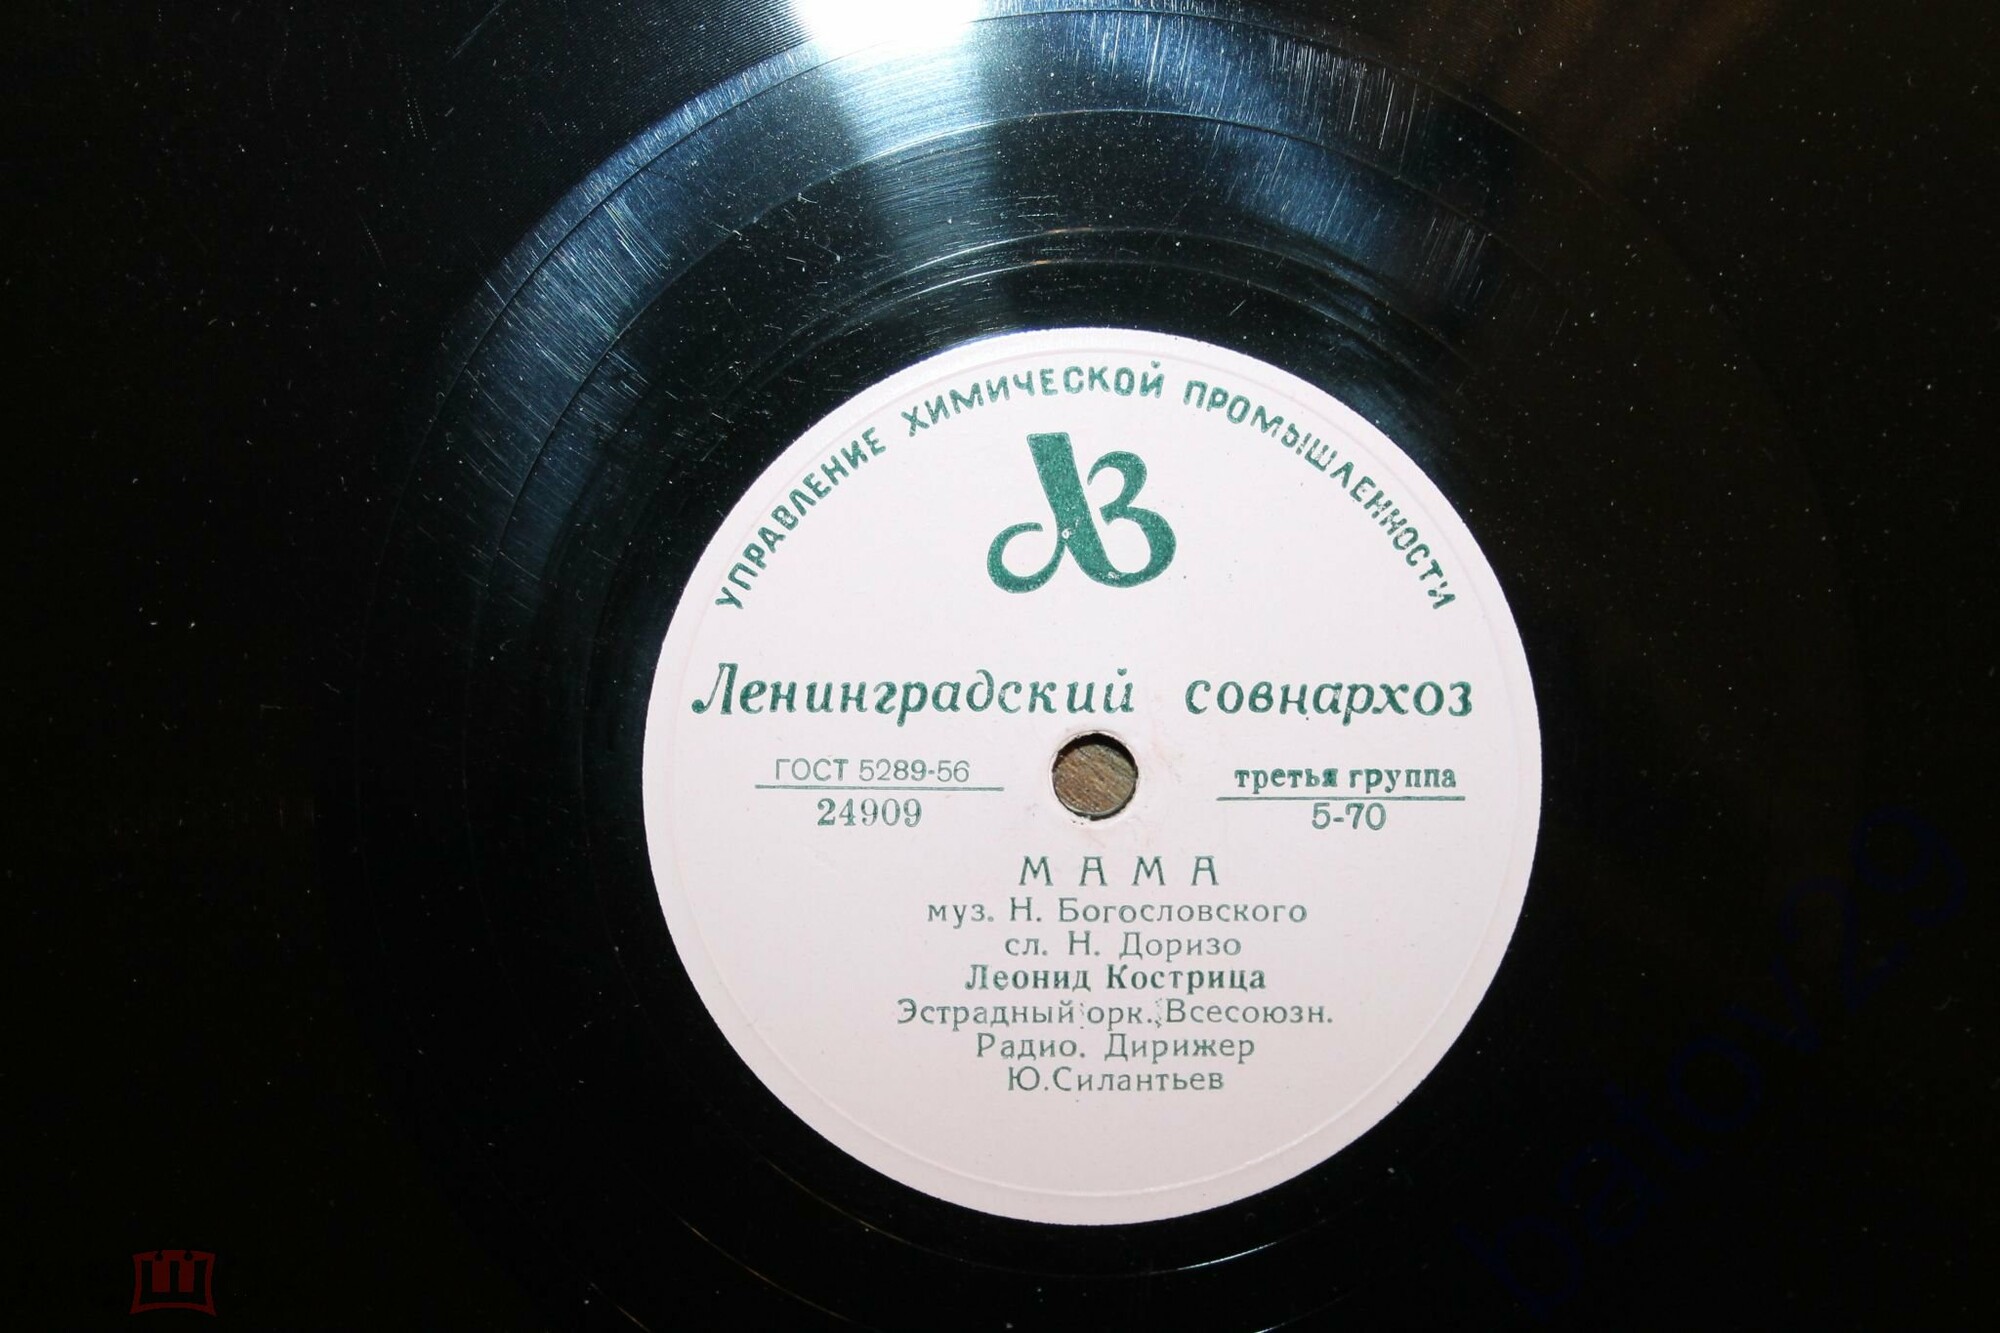 УПРАВЛЕНИЕ ХИМИЧЕСКОЙ ПРОМЫШЛЕННОСТИ
ЛЗ
Ленинградский совнархоз
ГОСТ 5289-56
24909
третья группа
5-70
МАМА
муз. Н. Богословского
сл. Н. Доризо
Леонид Кострица
Эстрадный орк. Всесоюзн.
Радио. Дирижер
Ю.Силантьев
batov29